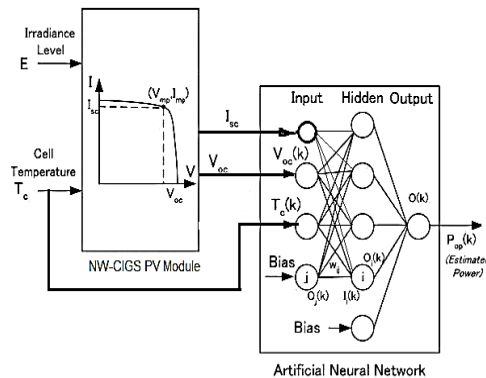 Irradiance
Level
E
Cell
Temperature
Tc
I
Isc
(Vmp,Imp)
V
Voc
NW-CIGS PV Module
Isc
Voc
Input Hidden Output
Voc(k)
Tc(k)
Bias
j
Oj(k)
wij
Ii(k)
i
Oi(k)
O(k)
Bias
Pop(k)
(Estimated
Power)
Artificial Neural Network